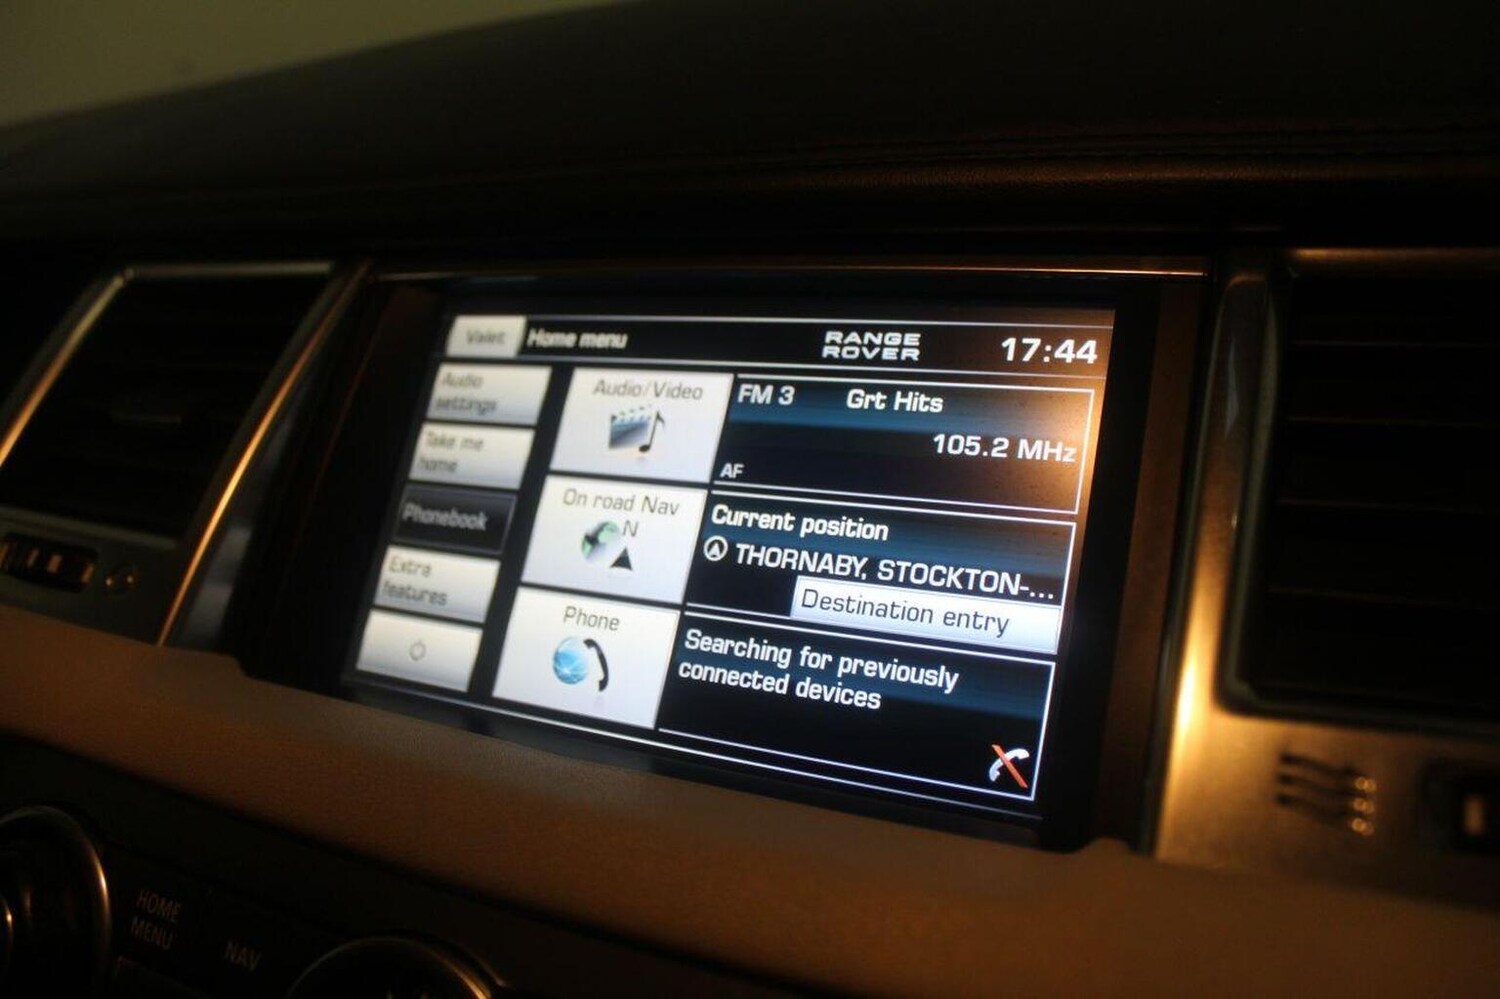 Valet
Home menu
RANGE
ROVER
17:44
Audio
settings
Take me
home
Phonebook
Extra
features
Audio/Video
On road Nav
N
Phone
FM 3 Grt Hits
105.2 MHz
AF
Current position
THORNABY, STOCKTON-...
Destination entry
Searching for previously
connected devices
HOME
MENU
NAV